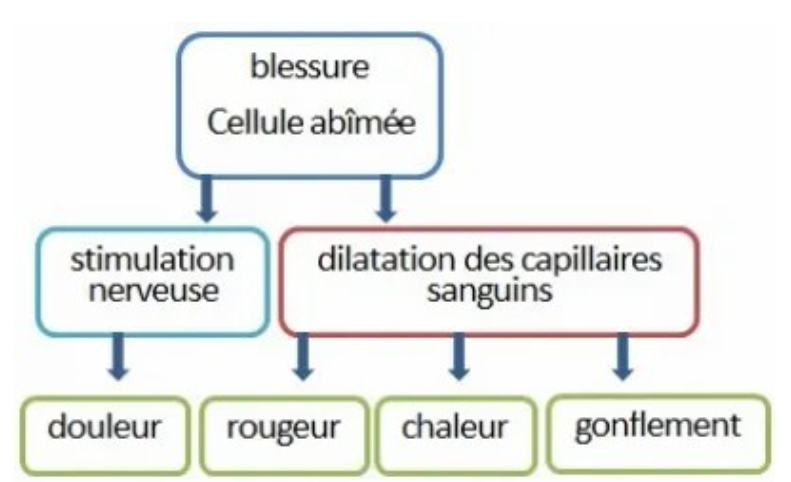 blessure
Cellule abîmée
stimulation
nerveuse
dilatation des capillaires
sanguins
douleur
rougeur
chaleur
gonflement